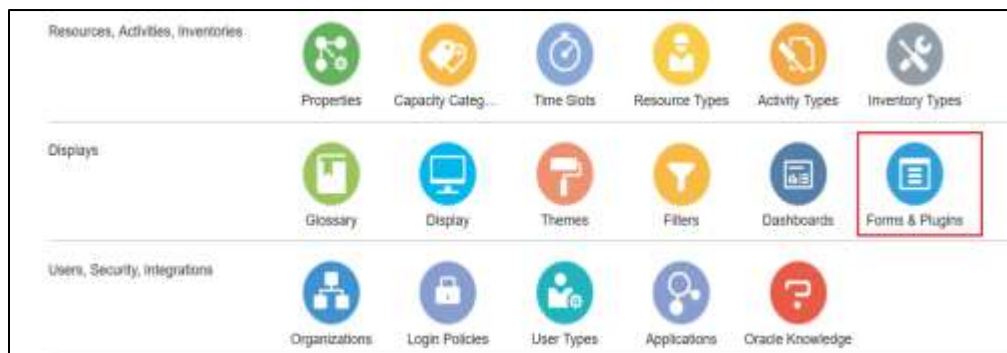 Resources, Activities, Inventories
Properties
Capacity Categ...
Time Slots
Resource Types
Activity Types
Inventory Types
Displays
Glossary
Display
Themes
Filters
Dashboards
Forms & Plugins
Users, Security, Integrations
Organizations
Login Policies
User Types
Applications
Oracle Knowledge